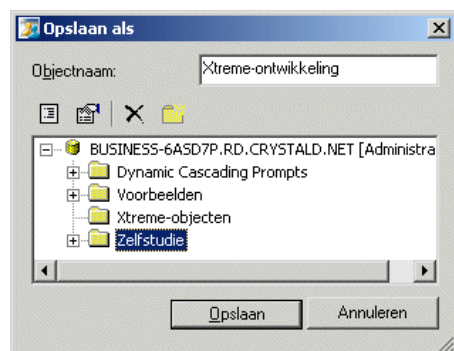 Opslaan als
Objectnaam: Xtreme-ontwikkeling
BUSINESS-6ASD7P.RD.CRYSTALD.NET [Administra
Dynamic Cascading Prompts
Voorbeelden
Xtreme-objecten
Zelfstudie
Opslaan Annuleren